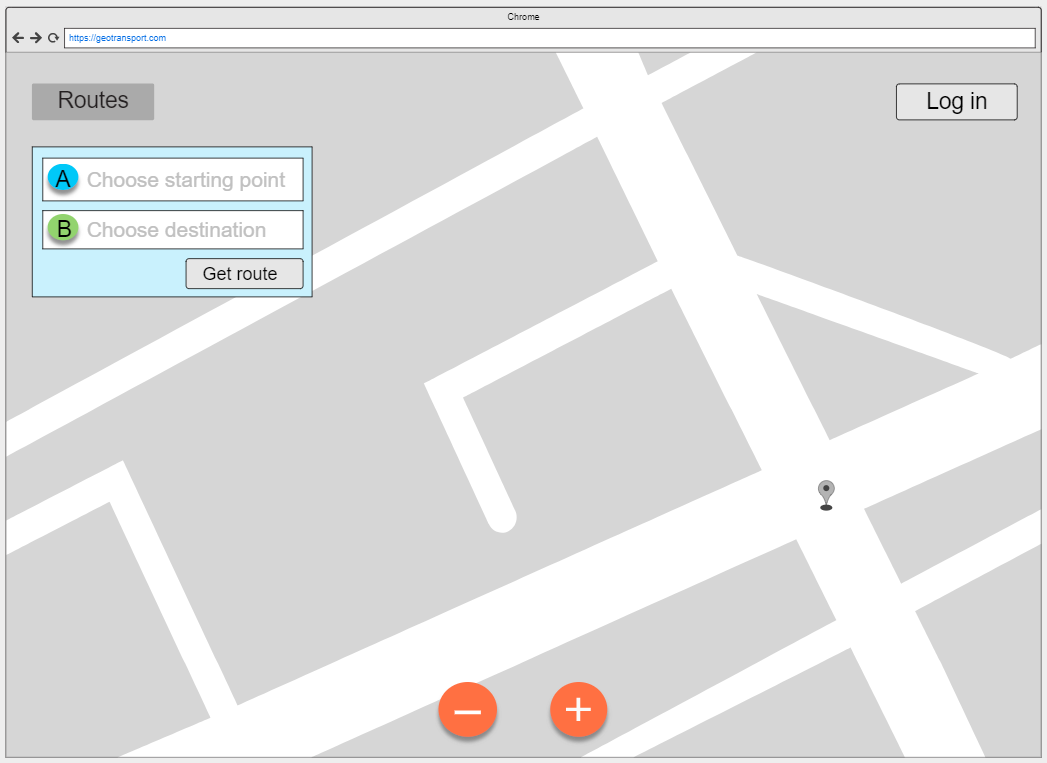 Chrome
https://geotransport.com
Routes
Log in
A Choose starting point
B Choose destination
Get route